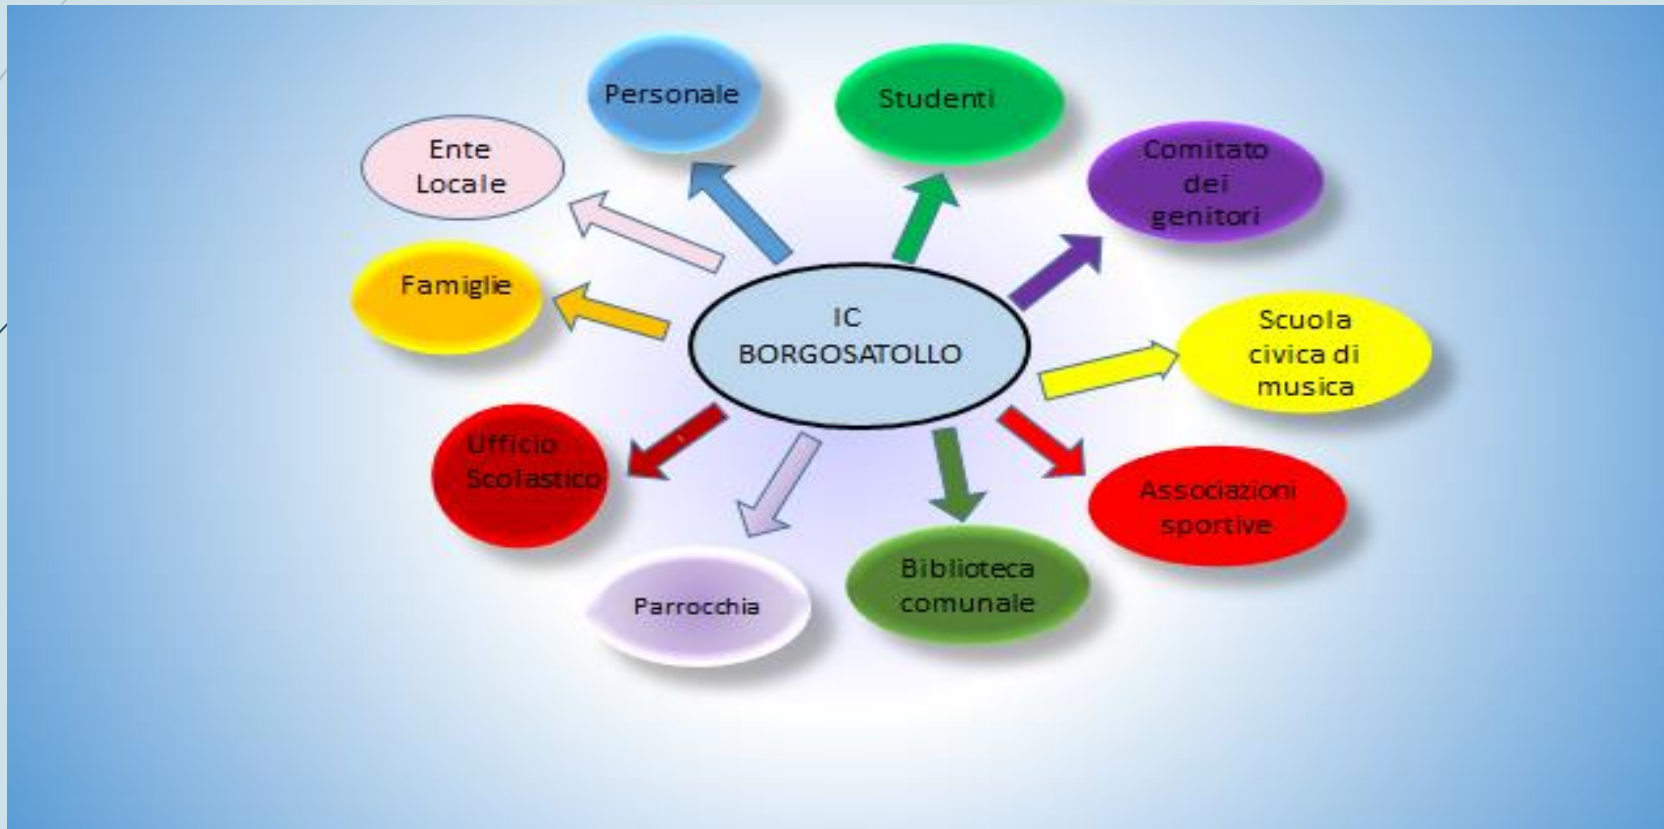 Personale
Studenti
Ente
Locale
Comitato
dei
genitori
Famiglie
IC
BORGOSATOLLO
Scuola
civica di
musica
Ufficio
Scolastico
Associazioni
sportive
Parrocchia
Biblioteca
comunale